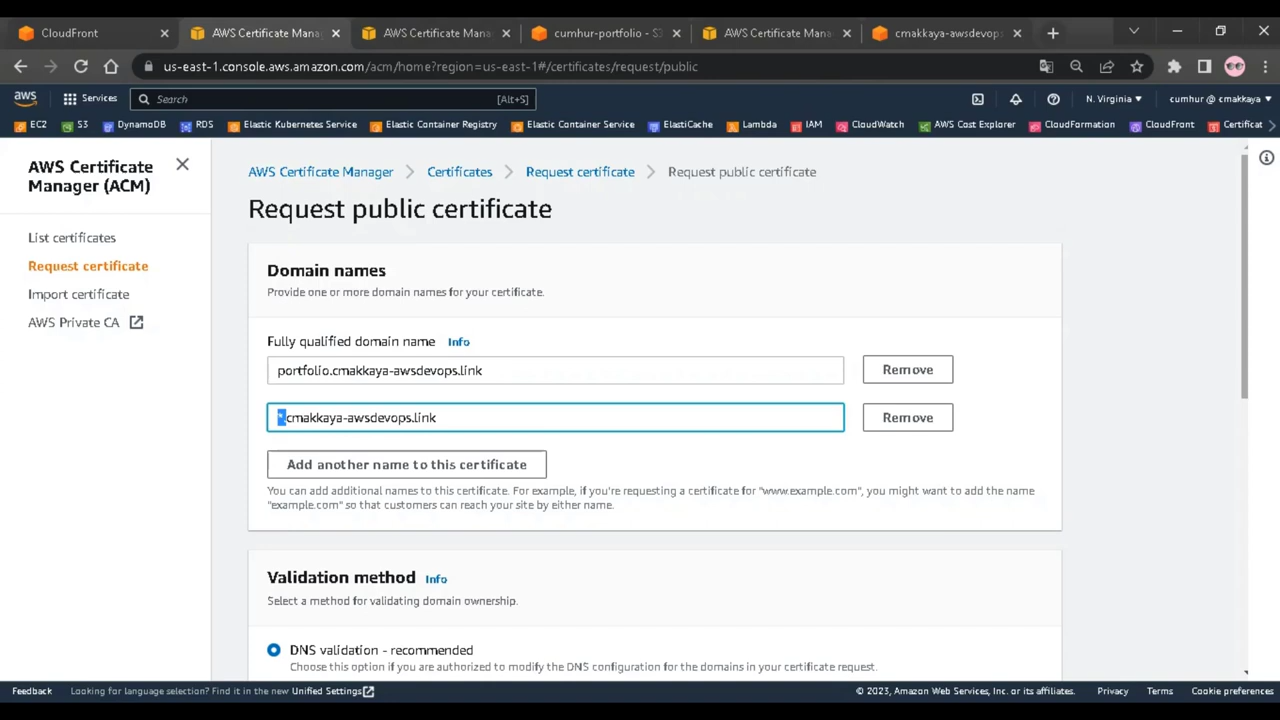 CloudFront
AWS Certificate Mana
AWS Certificate Mana
cumhur-portfolio - S3
AWS Certificate Mana
cmakkaya-awsdevops
us-east-1.console.aws.amazon.com/acm/home?region=us-east-1#/certificates/request/public
aws
Services
Search
[Alt+S]
N. Virginia
cumhur @ cmakkaya
EC2
S3
DynamoDB
RDS
Elastic Kubernetes Service
Elastic Container Registry
Elastic Container Service
ElastiCache
Lambda
IAM
CloudWatch
AWS Cost Explorer
CloudFormation
CloudFront
Certificat
AWS Certificate
Manager (ACM)
List certificates
Request certificate
Import certificate
AWS Private CA
AWS Certificate Manager
Certificates
Request certificate
Request public certificate
Request public certificate
Domain names
Provide one or more domain names for your certificate.
Fully qualified domain name Info
portfolio.cmakkaya-awsdevops.link
Remove
*.cmakkaya-awsdevops.link
Remove
Add another name to this certificate
You can add additional names to this certificate. For example, if you're requesting a certificate for "www.example.com", you might want to add the name
"example.com" so that customers can reach your site by either name.
Validation method Info
Select a method for validating domain ownership.
DNS validation - recommended
Choose this option if you are authorized to modify the DNS configuration for the domains in your certificate request.
Feedback
Looking for language selection? Find it in the new Unified Settings
© 2023, Amazon Web Services, Inc. or its affiliates.
Privacy
Terms
Cookie preferences